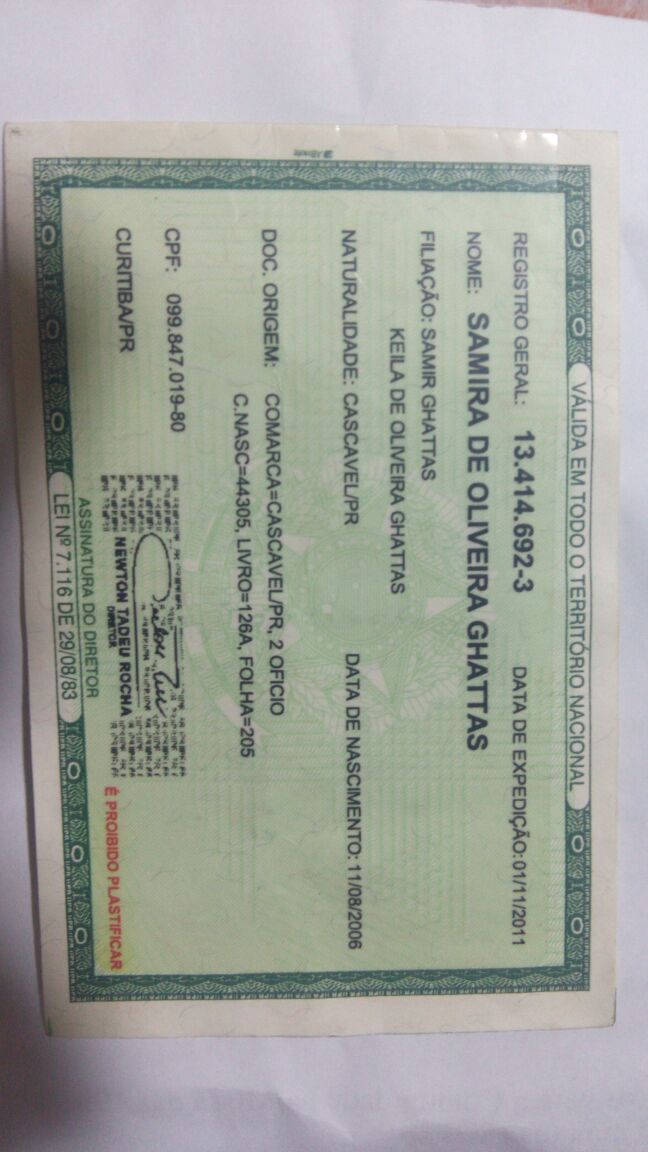 VÁLIDA EM TODO O TERRITÓRIO NACIONAL
REGISTRO GERAL: 13.414.692-3 DATA DE EXPEDIÇÃO: 01/11/2011
NOME: SAMIRA DE OLIVEIRA GHATTAS
FILIAÇÃO: SAMIR GHATTAS
KEILA DE OLIVEIRA GHATTAS
NATURALIDADE: CASCAVEL/PR DATA DE NASCIMENTO: 11/08/2006
DOC. ORIGEM: COMARCA=CASCAVEL/PR, 2 OFICIO
C.NASC=44305, LIVRO=126A, FOLHA=205
CPF: 099.847.019-80
CURITIBA/PR
NEWTON TADEU ROCHA
DIRETOR
É PROIBIDO PLASTIFICAR
ASSINATURA DO DIRETOR
LEI Nº 7.116 DE 29/08/83